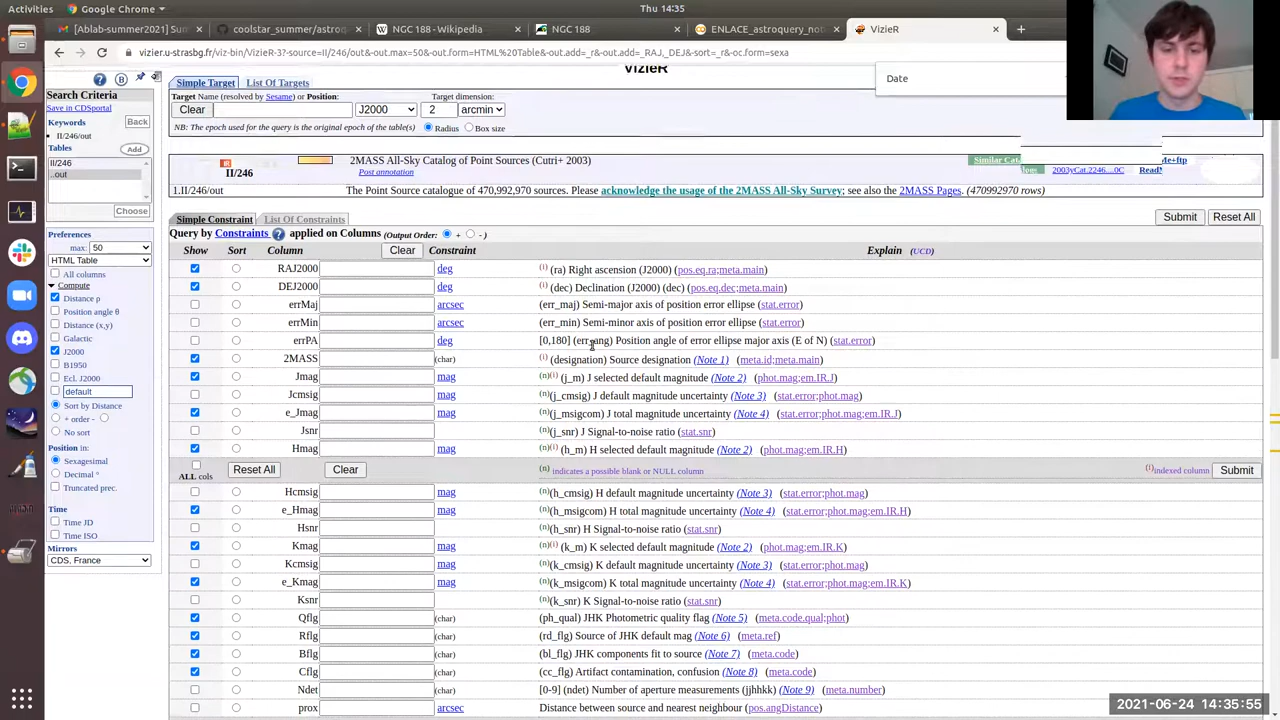 Activities
Google Chrome
Thu 14:35
[Ablab-summer2021] Sum
coolstar_summer/astroq
NGC 188 - Wikipedia
NGC 188
ENLACE_astroquery_note
VizieR
vizier.u-strasbg.fr/viz-bin/VizieR-3?-source=II/246/out&-out.max=50&-out.form=HTML%20Table&-out.add=_r&-out.add=_RAJ,_DEJ&-sort=_r&-oc.form=sexa
VizieR
Date
Search Criteria
Save in CDSportal
Keywords
Back
II/246/out
Tables
Add
II/246
..out
Choose
Preferences
max:
50
HTML Table
All columns
Compute
Distance ρ
Position angle θ
Distance (x,y)
Galactic
J2000
B1950
Ecl. J2000
default
Sort by Distance
+ order -
No sort
Position in:
Sexagesimal
Decimal °
Truncated prec.
Time
Time JD
Time ISO
Mirrors
CDS, France
Simple Target
List Of Targets
Target Name (resolved by Sesame) or Position:
Target dimension:
Clear
J2000
2
arcmin
NB: The epoch used for the query is the original epoch of the table(s)
Radius
Box size
II/246
2MASS All-Sky Catalog of Point Sources (Cutri+ 2003)
Post annotation
Similar Cat
2003yCat.2246....0C
1.II/246/out
The Point Source catalogue of 470,992,970 sources. Please acknowledge the usage of the 2MASS All-Sky Survey; see also the 2MASS Pages. (470992970 rows)
Simple Constraint
List Of Constraints
Submit
Reset All
Query by Constraints ? applied on Columns (Output Order: + - )
Show Sort Column Clear Constraint Explain (UCD)
RAJ2000 deg (i) (ra) Right ascension (J2000) (pos.eq.ra;meta.main)
DEJ2000 deg (i) (dec) Declination (J2000) (dec) (pos.eq.dec;meta.main)
errMaj arcsec (err_maj) Semi-major axis of position error ellipse (stat.error)
errMin arcsec (err_min) Semi-minor axis of position error ellipse (stat.error)
errPA deg [0,180] (err_ang) Position angle of error ellipse major axis (E of N) (stat.error)
2MASS (char) (i) (designation) Source designation (Note 1) (meta.id;meta.main)
Jmag mag (n)(i) (j_m) J selected default magnitude (Note 2) (phot.mag;em.IR.J)
Jcmsig mag (n)(j_cmsig) J default magnitude uncertainty (Note 3) (stat.error;phot.mag)
e_Jmag mag (n)(j_msigcom) J total magnitude uncertainty (Note 4) (stat.error;phot.mag;em.IR.J)
Jsnr (n)(j_snr) J Signal-to-noise ratio (stat.snr)
Hmag mag (n)(i) (h_m) H selected default magnitude (Note 2) (phot.mag;em.IR.H)
ALL cols Reset All Clear (n) indicates a possible blank or NULL column (i)indexed column Submit
Hcmsig mag (n)(h_cmsig) H default magnitude uncertainty (Note 3) (stat.error;phot.mag)
e_Hmag mag (n)(h_msigcom) H total magnitude uncertainty (Note 4) (stat.error;phot.mag;em.IR.H)
Hsnr (n)(h_snr) H Signal-to-noise ratio (stat.snr)
Kmag mag (n)(i) (k_m) K selected default magnitude (Note 2) (phot.mag;em.IR.K)
Kcmsig mag (n)(k_cmsig) K default magnitude uncertainty (Note 3) (stat.error;phot.mag)
e_Kmag mag (n)(k_msigcom) K total magnitude uncertainty (Note 4) (stat.error;phot.mag;em.IR.K)
Ksnr (n)(k_snr) K Signal-to-noise ratio (stat.snr)
Qflg (char) (ph_qual) JHK Photometric quality flag (Note 5) (meta.code.qual;phot)
Rflg (char) (rd_flg) Source of JHK default mag (Note 6) (meta.ref)
Bflg (char) (bl_flg) JHK components fit to source (Note 7) (meta.code)
Cflg (char) (cc_flg) Artifact contamination, confusion (Note 8) (meta.code)
Ndet (char) [0-9] (ndet) Number of aperture measurements (jjhhkk) (Note 9) (meta.number)
prox arcsec Distance between source and nearest neighbour (pos.angDistance)
2021-06-24 14:35:55